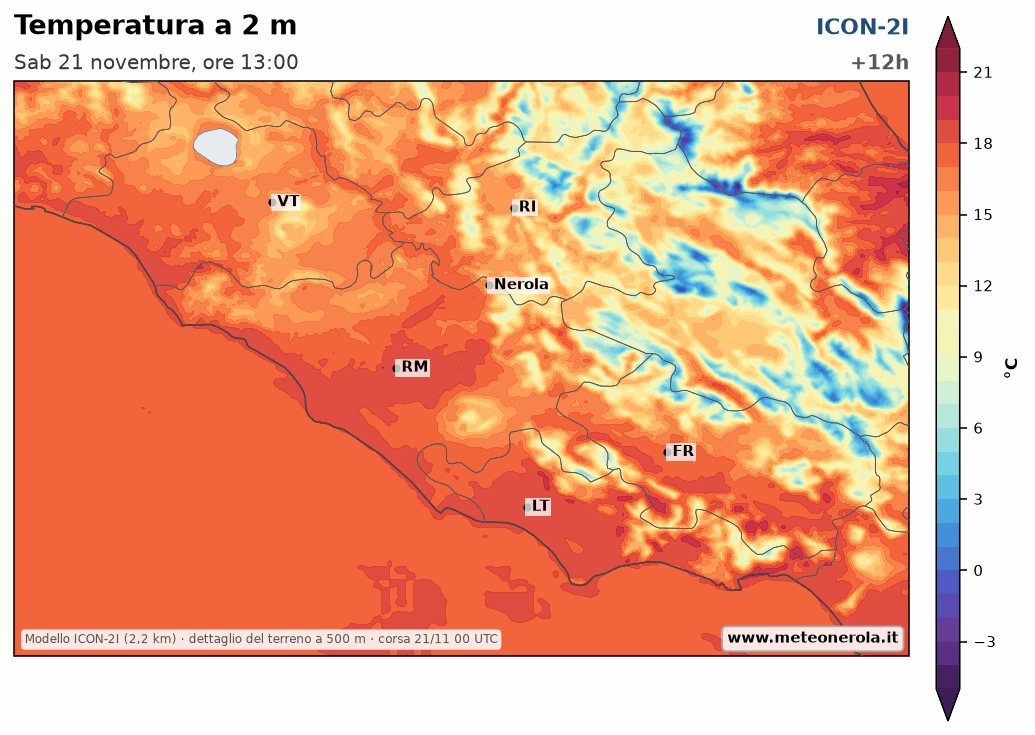 Temperatura a 2 m
ICON-2I
Sab 21 novembre, ore 13:00
+12h
21
18
15
12
9
6
3
0
−3
°C
VT
RI
Nerola
RM
FR
LT
Modello ICON-2I (2,2 km) · dettaglio del terreno a 500 m · corsa 21/11 00 UTC
www.meteonerola.it